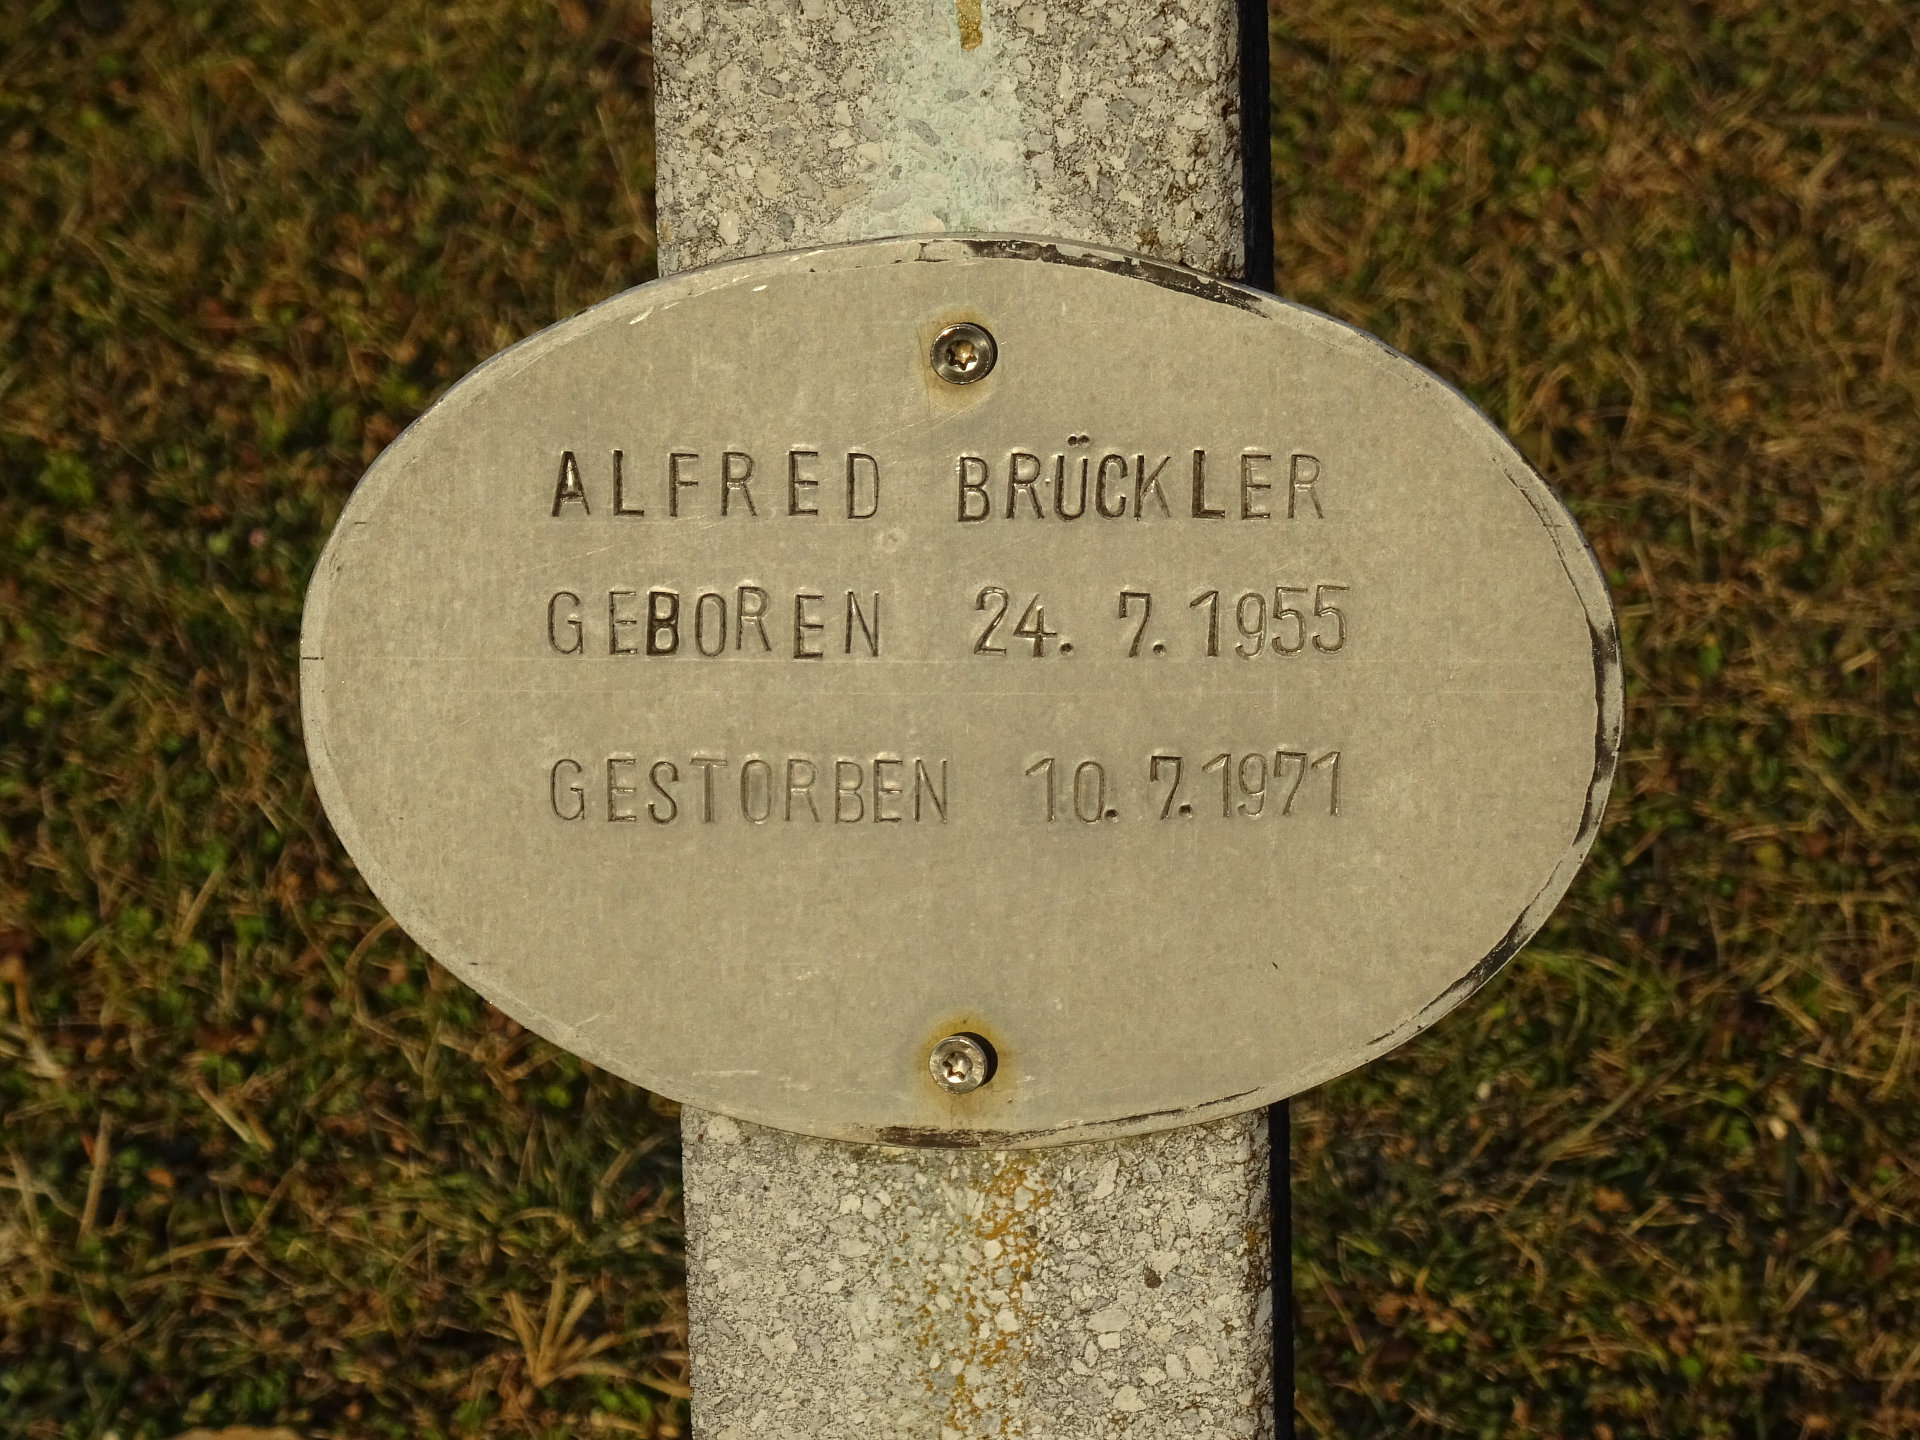 ALFRED BRÜCKLER
GEBOREN 24. 7. 1955
GESTORBEN 10. 7. 1971